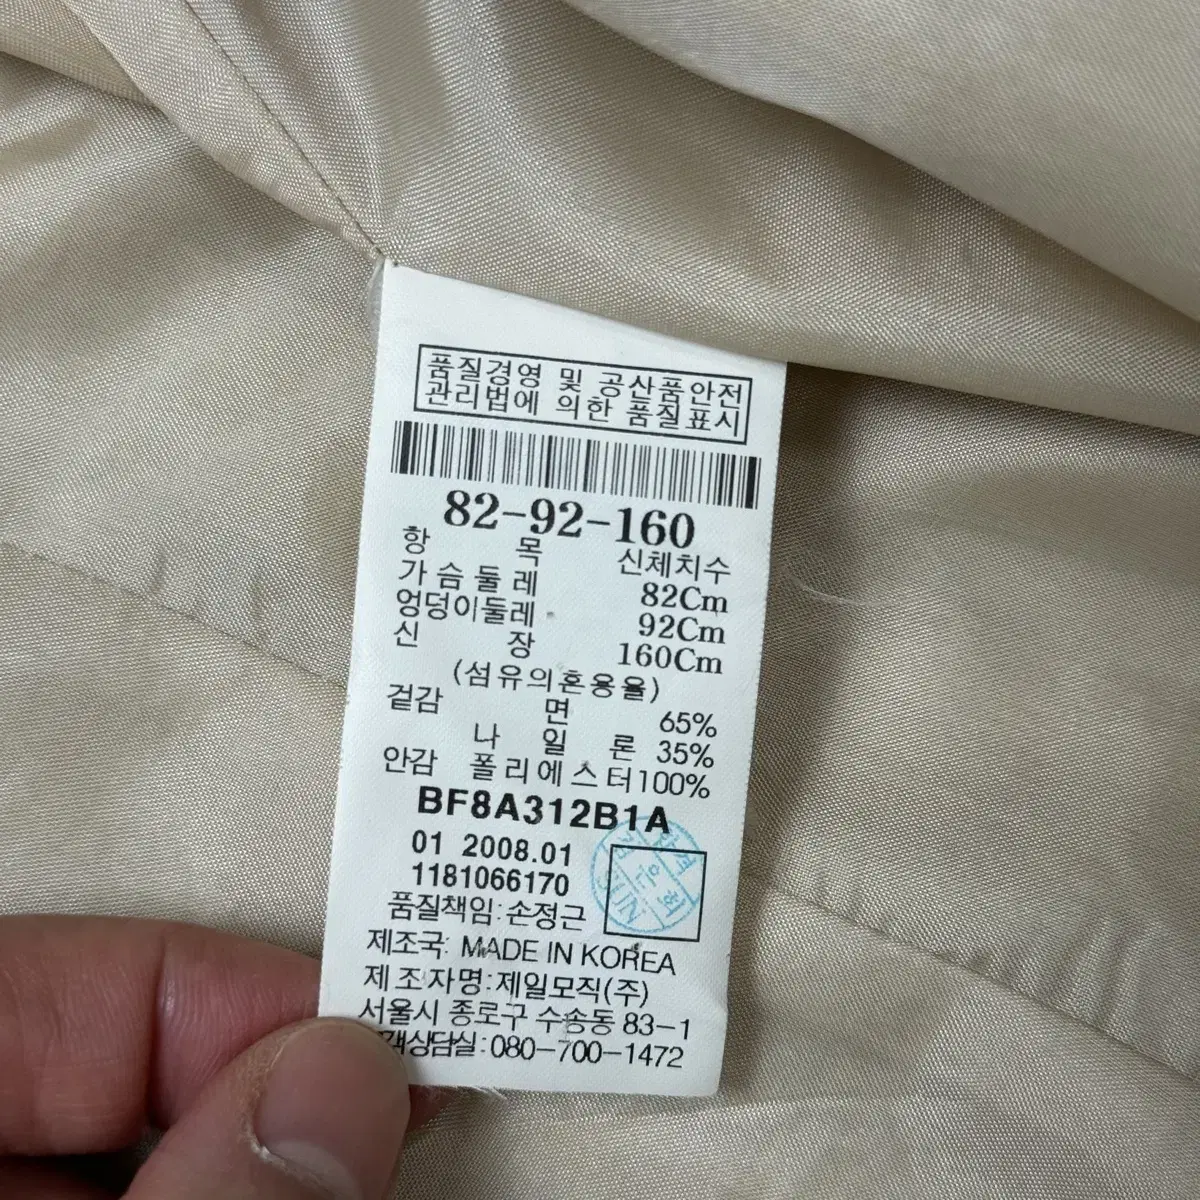 품질경영 및 공산품안전
관리법에 의한 품질표시
82-92-160
항 목 신체치수
가슴둘레 82Cm
엉덩이둘레 92Cm
신 장 160Cm
(섬유의혼용율)
겉감 면 65%
나 일 론 35%
안감 폴리에스터100%
BF8A312B1A
01 2008.01
1181066170
품질책임:손정근
제조국: MADE IN KOREA
제조자명:제일모직(주)
서울시 종로구 수송동 83-1
객상담실:080-700-1472